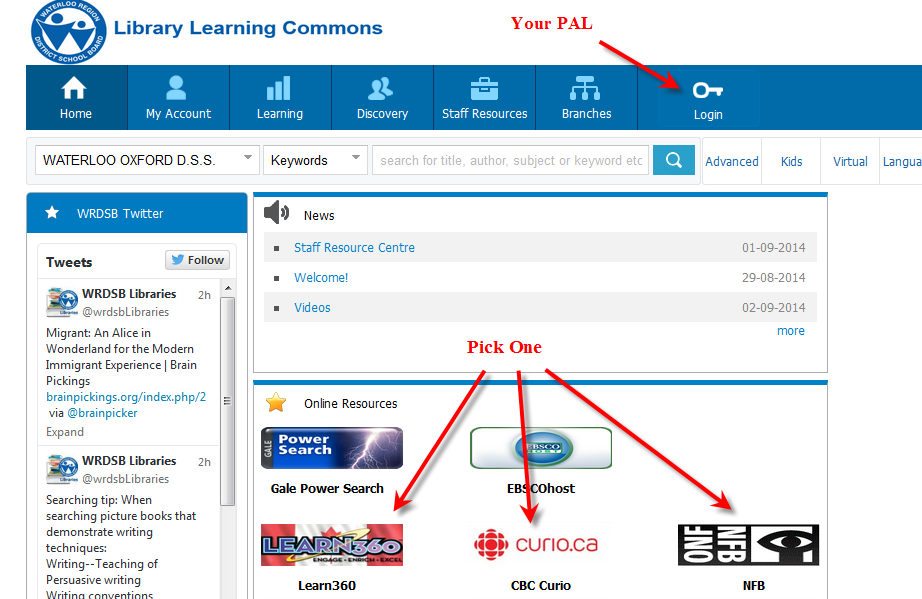 WATERLOO REGION
DISTRICT SCHOOL BOARD
Library Learning Commons
Your PAL
Home
My Account
Learning
Discovery
Staff Resources
Branches
Login
WATERLOO OXFORD D.S.S.
Keywords
search for title, author, subject or keyword etc
Advanced
Kids
Virtual
Langua
WRDSB Twitter
Tweets
Follow
WRDSB Libraries 2h
@wrdsbLibraries
Migrant: An Alice in
Wonderland for the Modern
Immigrant Experience | Brain
Pickings
brainpickings.org/index.php/2
via @brainpicker
Expand
WRDSB Libraries 2h
@wrdsbLibraries
Searching tip: When
searching picture books that
demonstrate writing
techniques:
Writing--Teaching of
Persuasive writing
Writing conventions
News
Staff Resource Centre 01-09-2014
Welcome! 29-08-2014
Videos 02-09-2014
more
Pick One
Online Resources
GALE
Power
Search
Gale Power Search
EBSCO
HOST
EBSCOhost
LEARN360
ENGAGE • ENRICH • EXCEL
Learn360
curio.ca
CBC Curio
ONF
NFB
NFB